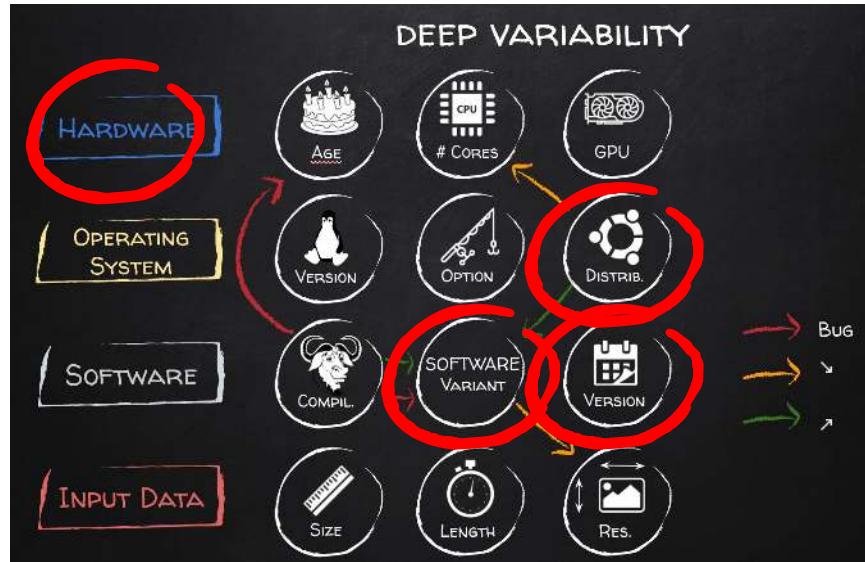 DEEP VARIABILITY
HARDWARE
AGE
CPU
# CORES
GPU
OPERATING
SYSTEM
VERSION
OPTION
DISTRIB.
BUG
SOFTWARE
COMPIL.
SOFTWARE
VARIANT
VERSION
INPUT DATA
SIZE
LENGTH
RES.